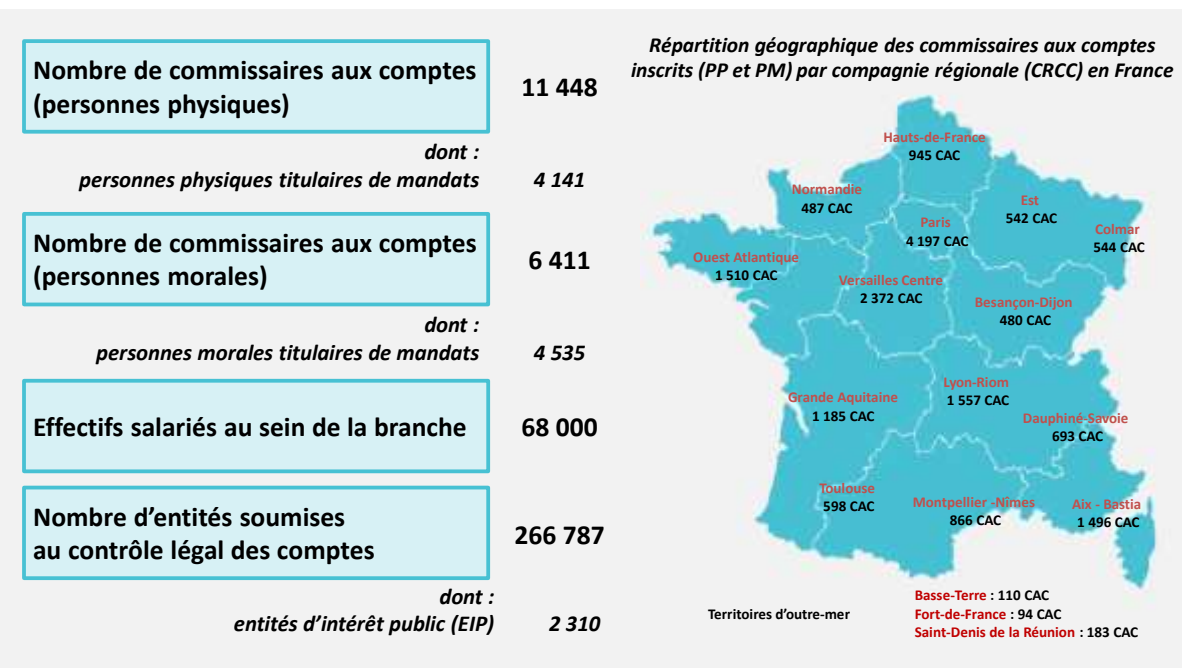 Nombre de commissaires aux comptes
(personnes physiques)
11 448
dont :
personnes physiques titulaires de mandats
4 141
Nombre de commissaires aux comptes
(personnes morales)
6 411
dont :
personnes morales titulaires de mandats
4 535
Effectifs salariés au sein de la branche
68 000
Nombre d'entités soumises
au contrôle légal des comptes
266 787
dont :
entités d'intérêt public (EIP)
2 310
Répartition géographique des commissaires aux comptes
inscrits (PP et PM) par compagnie régionale (CRCC) en France
Hauts-de-France
945 CAC
Normandie
487 CAC
Paris
4 197 CAC
Est
542 CAC
Colmar
544 CAC
Ouest Atlantique
1 510 CAC
Versailles Centre
2 372 CAC
Besançon-Dijon
480 CAC
Grande Aquitaine
1 185 CAC
Lyon-Riom
1 557 CAC
Dauphiné-Savoie
693 CAC
Toulouse
598 CAC
Montpellier -Nîmes
866 CAC
Aix - Bastia
1 496 CAC
Territoires d'outre-mer
Basse-Terre : 110 CAC
Fort-de-France : 94 CAC
Saint-Denis de la Réunion : 183 CAC